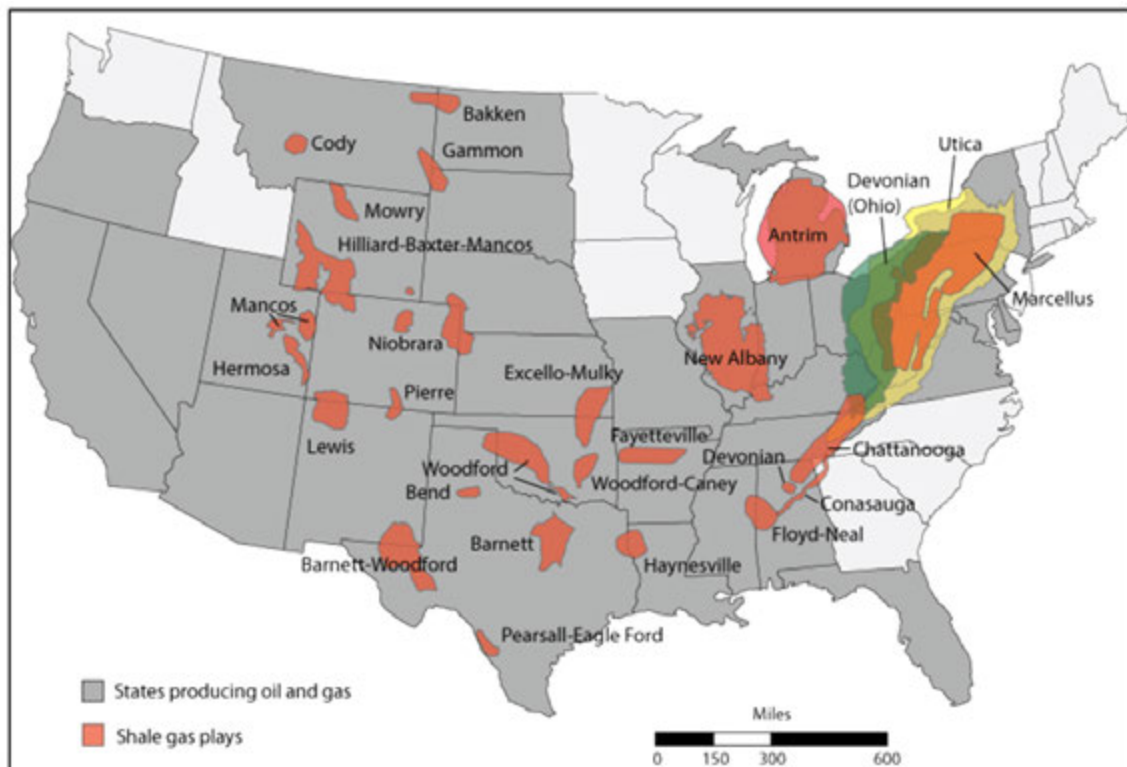 Bakken
Cody
Gammon
Utica
Devonian
(Ohio)
Mowry
Antrim
Hilliard-Baxter-Mancos
Marcellus
Mancos
Niobrara
New Albany
Hermosa
Excello-Mulky
Pierre
Fayetteville
Lewis
Chattanooga
Devonian
Woodford
Woodford-Caney
Bend
Conasauga
Floyd-Neal
Barnett
Barnett-Woodford
Haynesville
Pearsall-Eagle Ford
States producing oil and gas
Shale gas plays
Miles
0 150 300 600